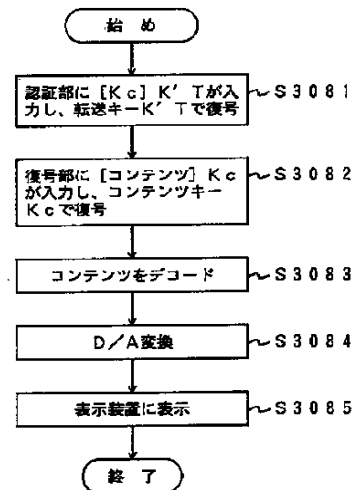 始 め
認証部に［Kc］K'Tが入
力し、転送キーK'Tで復号
S3081
復号部に［コンテンツ］Kc
が入力し、コンテンツキー
Kcで復号
S3082
コンテンツをデコード
S3083
D／A変換
S3084
表示装置に表示
S3085
終 了